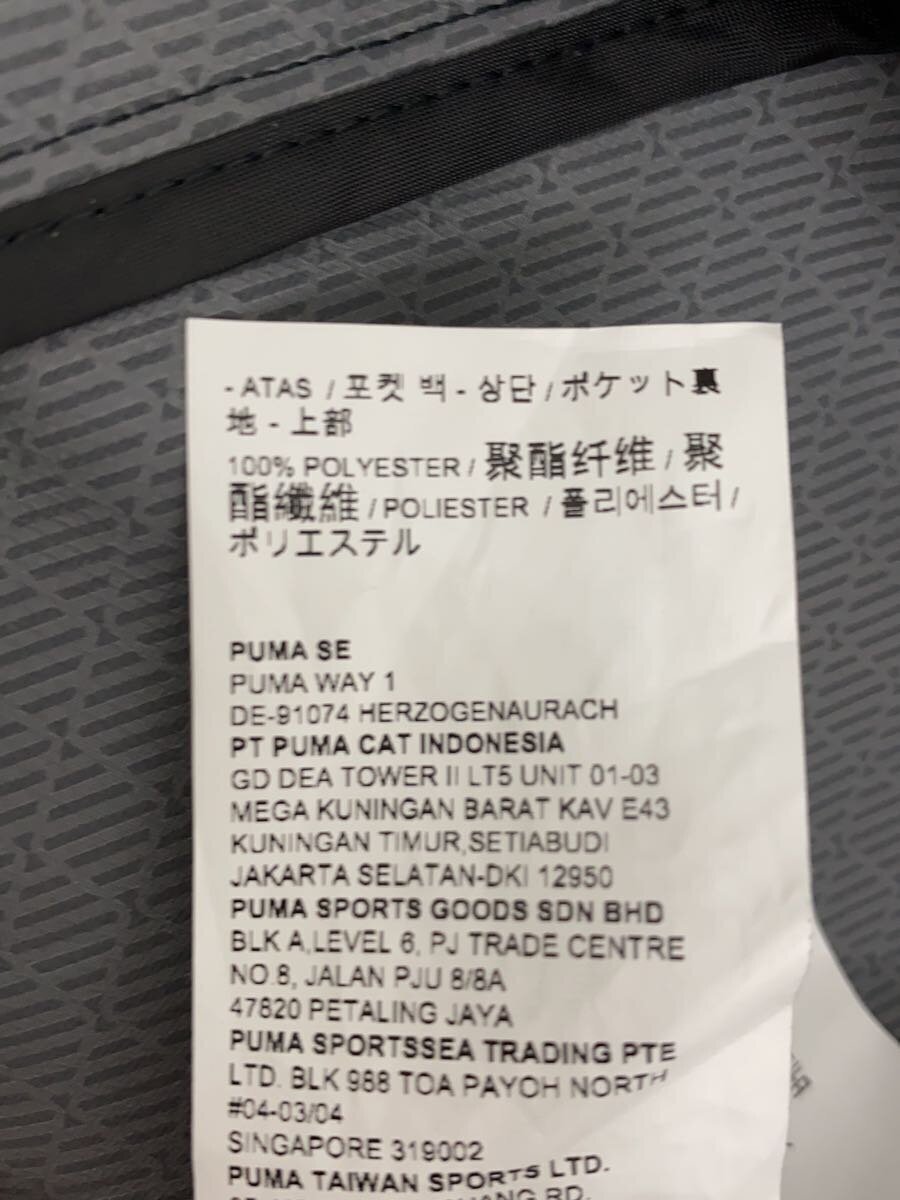 - ATAS / 포켓 백 - 상단 / ポケット裏
地 - 上部
100% POLYESTER / 聚酯纤维 / 聚
酯纖維 / POLIESTER / 폴리에스터 /
ポリエステル
PUMA SE
PUMA WAY 1
DE-91074 HERZOGENAURACH
PT PUMA CAT INDONESIA
GD DEA TOWER II LT5 UNIT 01-03
MEGA KUNINGAN BARAT KAV E43
KUNINGAN TIMUR,SETIABUDI
JAKARTA SELATAN-DKI 12950
PUMA SPORTS GOODS SDN BHD
BLK A,LEVEL 6, PJ TRADE CENTRE
NO.8, JALAN PJU 8/8A
47820 PETALING JAYA
PUMA SPORTSSEA TRADING PTE
LTD. BLK 988 TOA PAYOH NORTH
#04-03/04
SINGAPORE 319002
PUMA TAIWAN SPORTS LTD.
RD.